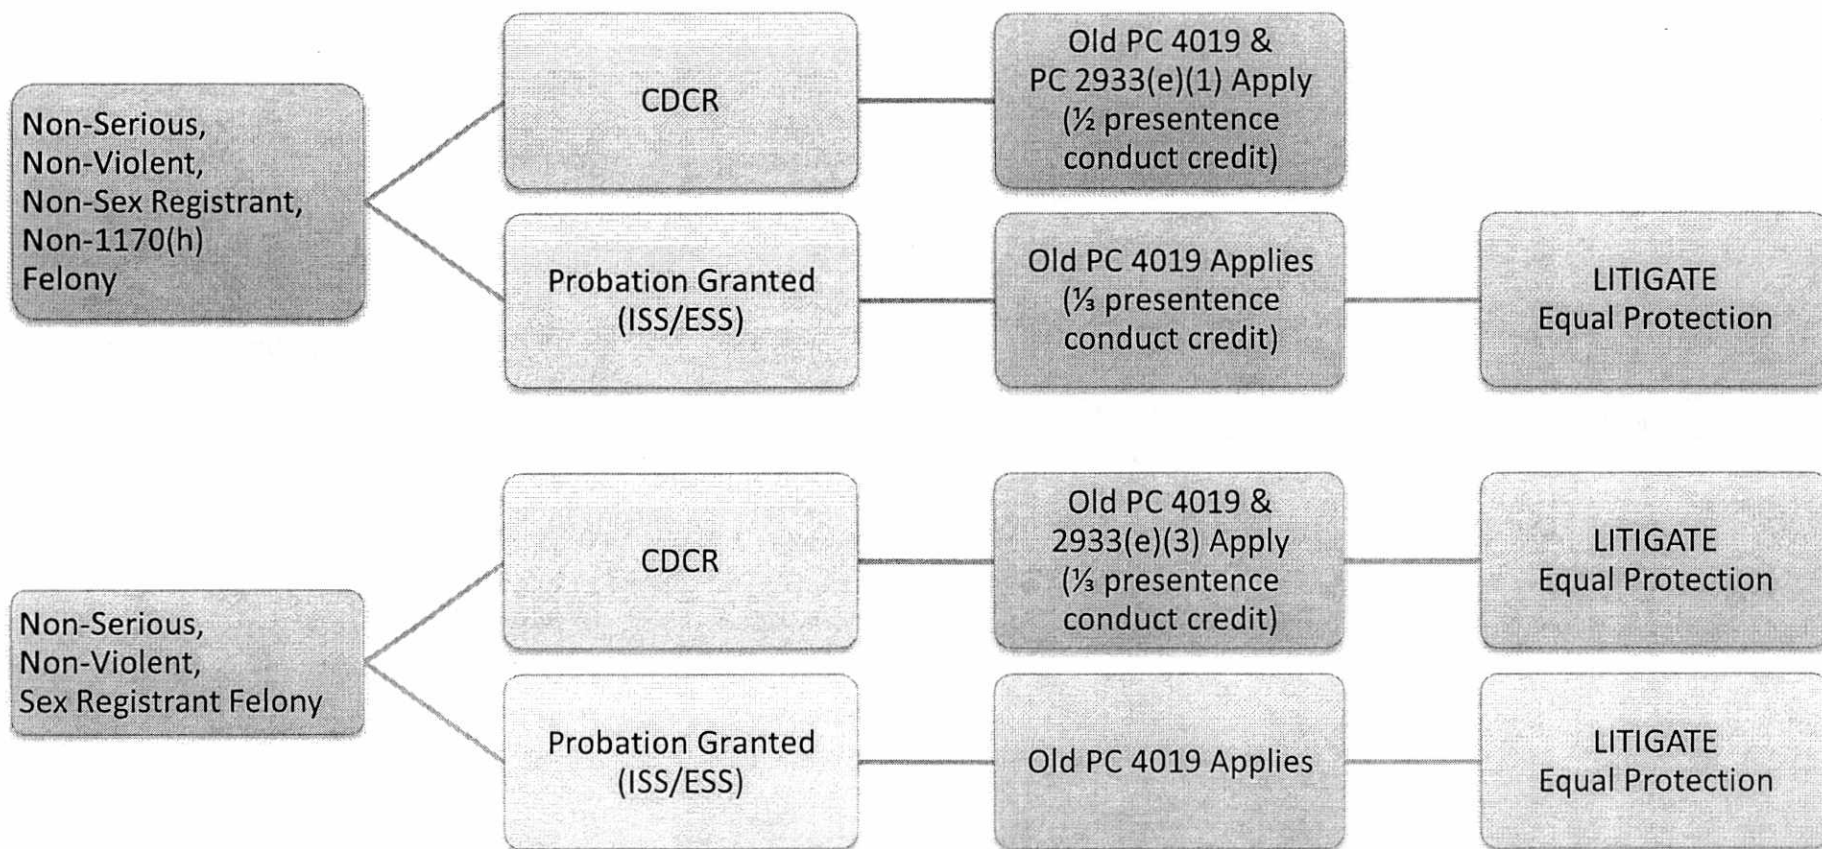 Non-Serious,
Non-Violent,
Non-Sex Registrant,
Non-1170(h)
Felony
CDCR
Old PC 4019 &
PC 2933(e)(1) Apply
(½ presentence
conduct credit)
Probation Granted
(ISS/ESS)
Old PC 4019 Applies
(⅓ presentence
conduct credit)
LITIGATE
Equal Protection
Non-Serious,
Non-Violent,
Sex Registrant Felony
CDCR
Old PC 4019 &
2933(e)(3) Apply
(⅓ presentence
conduct credit)
LITIGATE
Equal Protection
Probation Granted
(ISS/ESS)
Old PC 4019 Applies
LITIGATE
Equal Protection